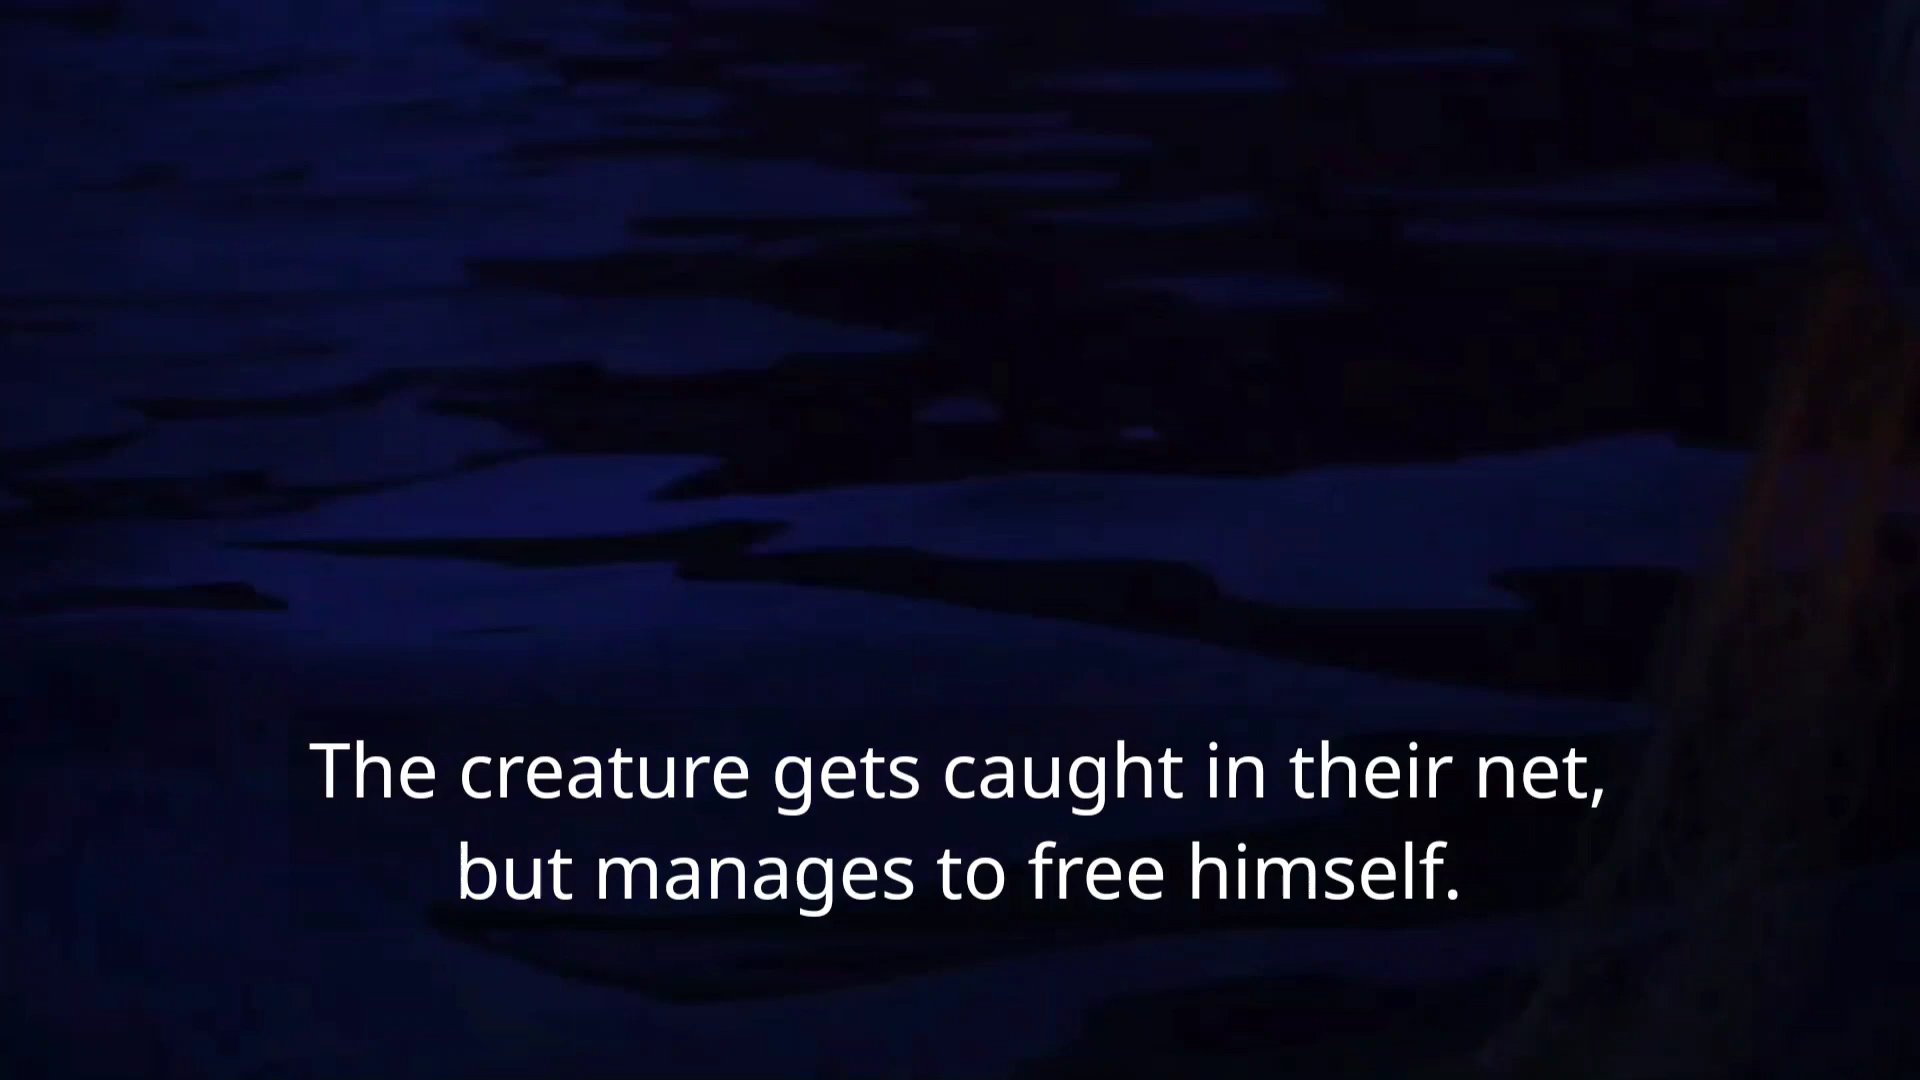 The creature gets caught in their net,
but manages to free himself.